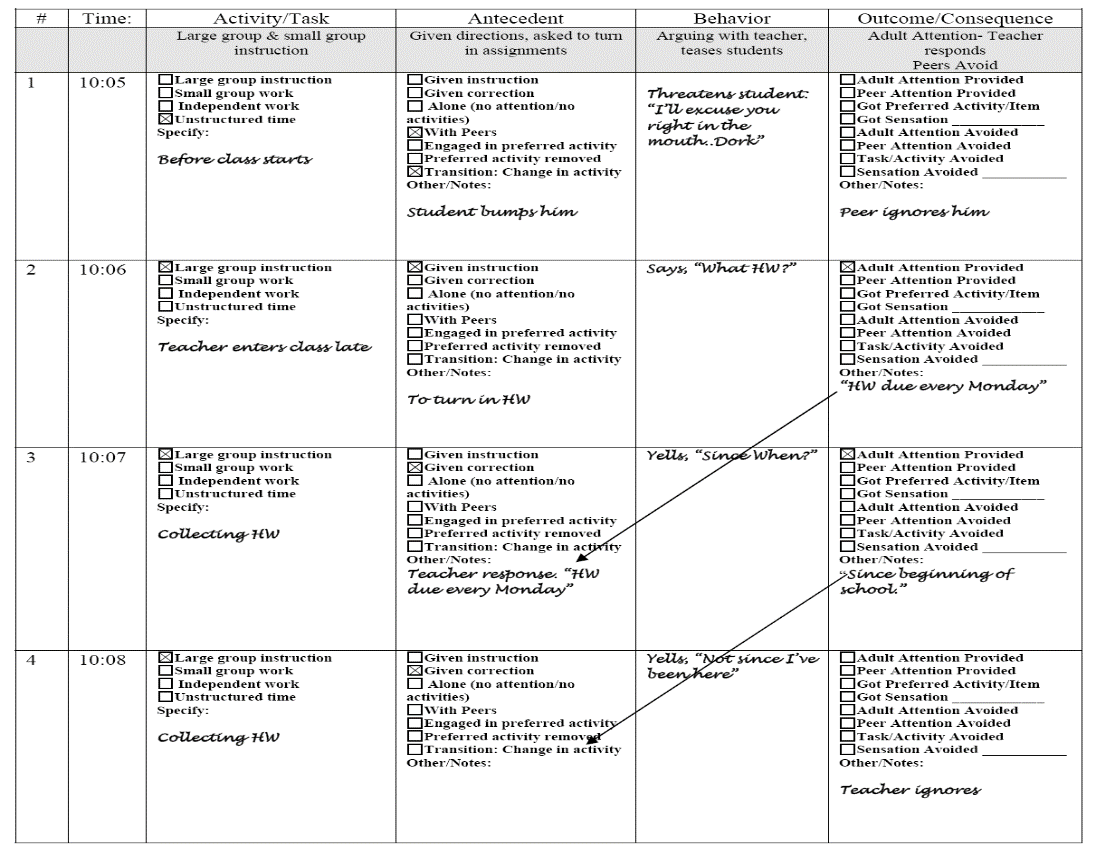 #
Time:
Activity/Task
Antecedent
Behavior
Outcome/Consequence
Large group & small group
instruction
Given directions, asked to turn
in assignments
Arguing with teacher,
teases students
Adult Attention- Teacher
responds
Peers Avoid
1
10:05
Large group instruction
Small group work
Independent work
Unstructured time
Specify:
Before class starts
Given instruction
Given correction
Alone (no attention/no
activities)
With Peers
Engaged in preferred activity
Preferred activity removed
Transition: Change in activity
Other/Notes:
Student bumps him
Threatens student:
"I'll excuse you
right in the
mouth..Dork"
Adult Attention Provided
Peer Attention Provided
Got Preferred Activity/Item
Got Sensation ______________
Adult Attention Avoided
Peer Attention Avoided
Task/Activity Avoided
Sensation Avoided _____________
Other/Notes:
Peer ignores him
2
10:06
Large group instruction
Small group work
Independent work
Unstructured time
Specify:
Teacher enters class late
Given instruction
Given correction
Alone (no attention/no
activities)
With Peers
Engaged in preferred activity
Preferred activity removed
Transition: Change in activity
Other/Notes:
To turn in HW
Says, "What HW?"
Adult Attention Provided
Peer Attention Provided
Got Preferred Activity/Item
Got Sensation ______________
Adult Attention Avoided
Peer Attention Avoided
Task/Activity Avoided
Sensation Avoided _____________
Other/Notes:
"HW due every Monday"
3
10:07
Large group instruction
Small group work
Independent work
Unstructured time
Specify:
Collecting HW
Given instruction
Given correction
Alone (no attention/no
activities)
With Peers
Engaged in preferred activity
Preferred activity removed
Transition: Change in activity
Other/Notes:
Teacher response. "HW
due every Monday"
Yells, "Since When?"
Adult Attention Provided
Peer Attention Provided
Got Preferred Activity/Item
Got Sensation ______________
Adult Attention Avoided
Peer Attention Avoided
Task/Activity Avoided
Sensation Avoided _____________
Other/Notes:
"Since beginning of
school."
4
10:08
Large group instruction
Small group work
Independent work
Unstructured time
Specify:
Collecting HW
Given instruction
Given correction
Alone (no attention/no
activities)
With Peers
Engaged in preferred activity
Preferred activity removed
Transition: Change in activity
Other/Notes:
Yells, "Not since I've
been here"
Adult Attention Provided
Peer Attention Provided
Got Preferred Activity/Item
Got Sensation ______________
Adult Attention Avoided
Peer Attention Avoided
Task/Activity Avoided
Sensation Avoided _____________
Other/Notes:
Teacher ignores